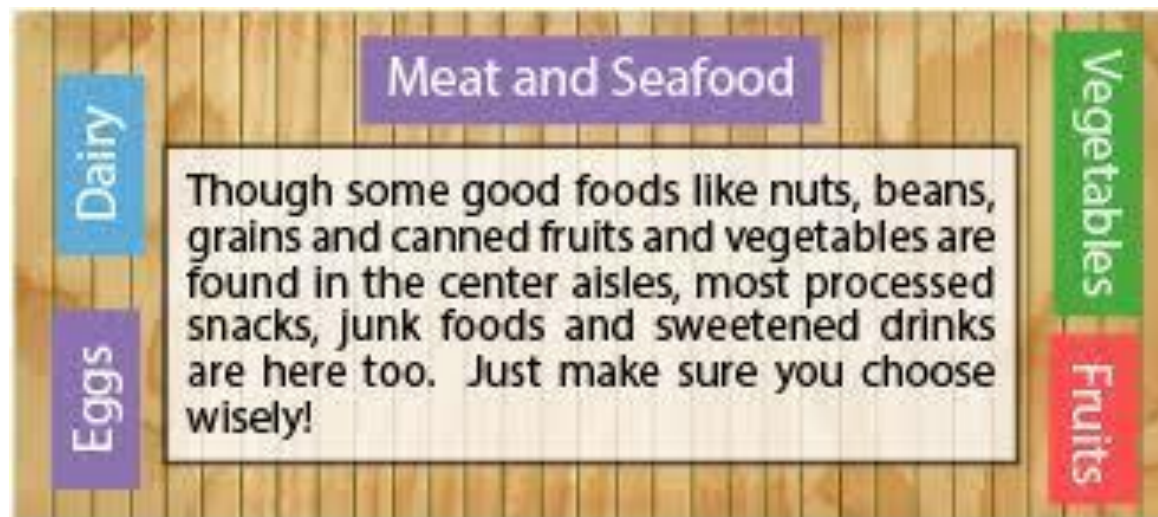 Meat and Seafood
Dairy
Eggs
Though some good foods like nuts, beans,
grains and canned fruits and vegetables are
found in the center aisles, most processed
snacks, junk foods and sweetened drinks
are here too. Just make sure you choose
wisely!
Vegetables
Fruits